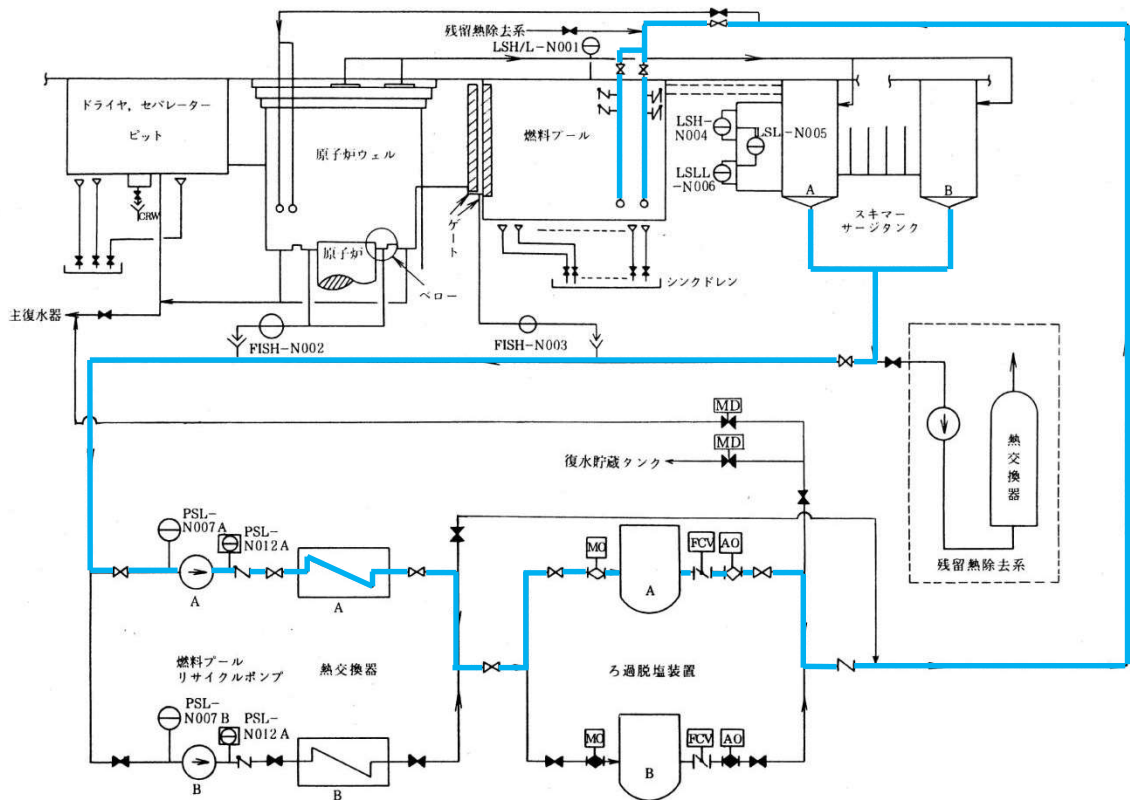 残留熱除去系
LSH/L-N001
ドライヤ,セパレーター
ピット
原子炉ウェル
燃料プール
LSH-
N004
LSL-N005
LSLL
-N006
A
B
スキマー
サージタンク
CRW
ゲート
原子炉
ベロー
シンクドレン
主復水器
FISH-N002
FISH-N003
MD
MD
復水貯蔵タンク
熱交換器
残留熱除去系
PSL-
N007A
PSL-
N012A
A
A
MO
FCV
AO
A
燃料プール
リサイクルポンプ
熱交換器
ろ過脱塩装置
PSL-
N007B
PSL-
N012A
B
B
MO
FCV
AO
B